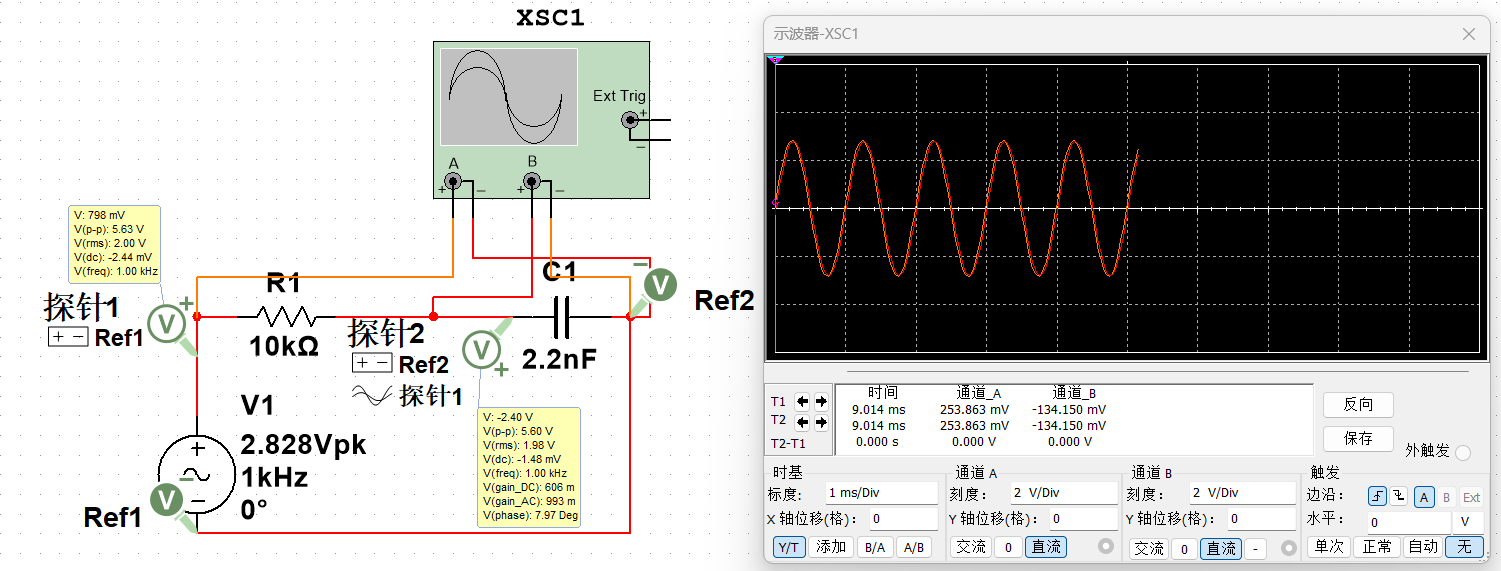 XSC1
Ext Trig
+
−
A
B
+
−
+
−
V: 798 mV
V(p-p): 5.63 V
V(rms): 2.00 V
V(dc): -2.44 mV
V(freq): 1.00 kHz
探针1
+ -
Ref1
V
+
R1
10kΩ
探针2
+ -
Ref2
探针1
V
+
C1
2.2nF
−
V
Ref2
V: -2.40 V
V(p-p): 5.60 V
V(rms): 1.98 V
V(dc): -1.48 mV
V(freq): 1.00 kHz
V(gain_DC): 606 m
V(gain_AC): 993 m
V(phase): 7.97 Deg
V1
2.828Vpk
1kHz
0°
+
−
V
−
Ref1
示波器-XSC1
时间 通道_A 通道_B
T1 9.014 ms 253.863 mV -134.150 mV
T2 9.014 ms 253.863 mV -134.150 mV
T2-T1 0.000 s 0.000 V 0.000 V
反向
保存
外触发
时基
标度： 1 ms/Div
X 轴位移(格)： 0
Y/T 添加 B/A A/B
通道 A
刻度： 2 V/Div
Y 轴位移(格)： 0
交流 0 直流
通道 B
刻度： 2 V/Div
Y 轴位移(格)： 0
交流 0 直流 -
触发
边沿： A B Ext
水平： 0 V
单次 正常 自动 无